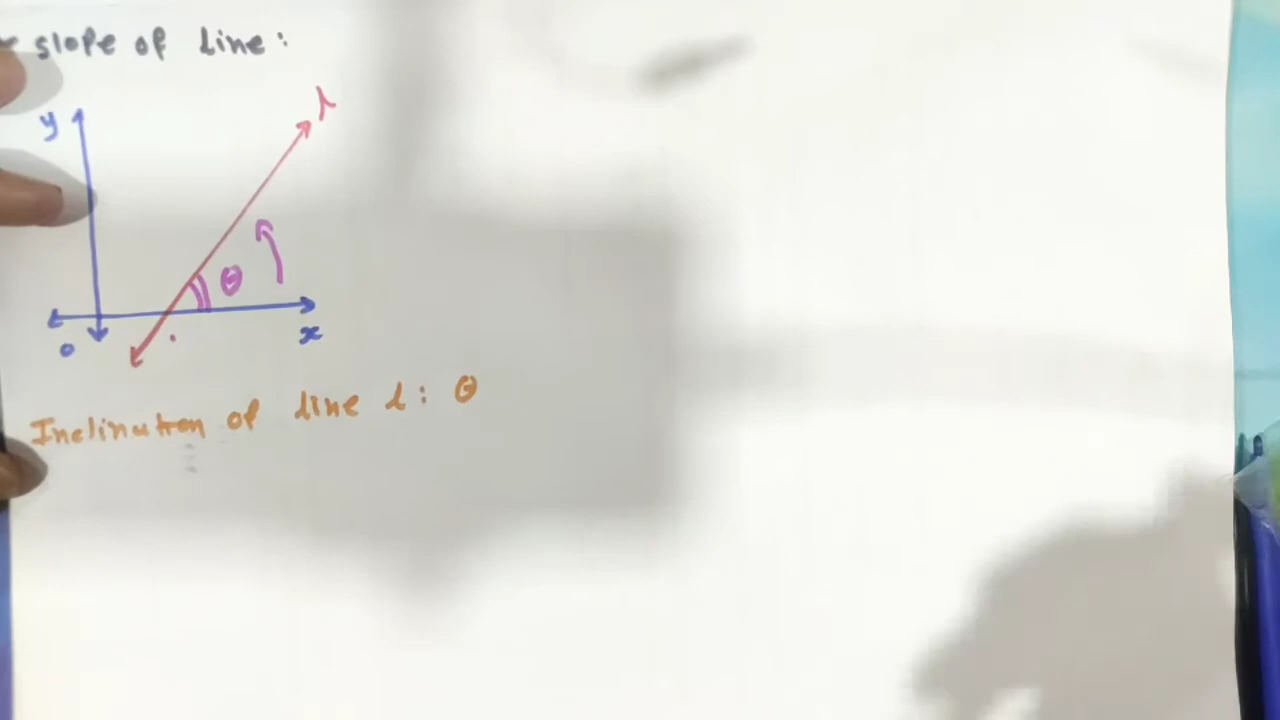 slope of line:
y
l
θ
x
o
Inclination of line l: θ